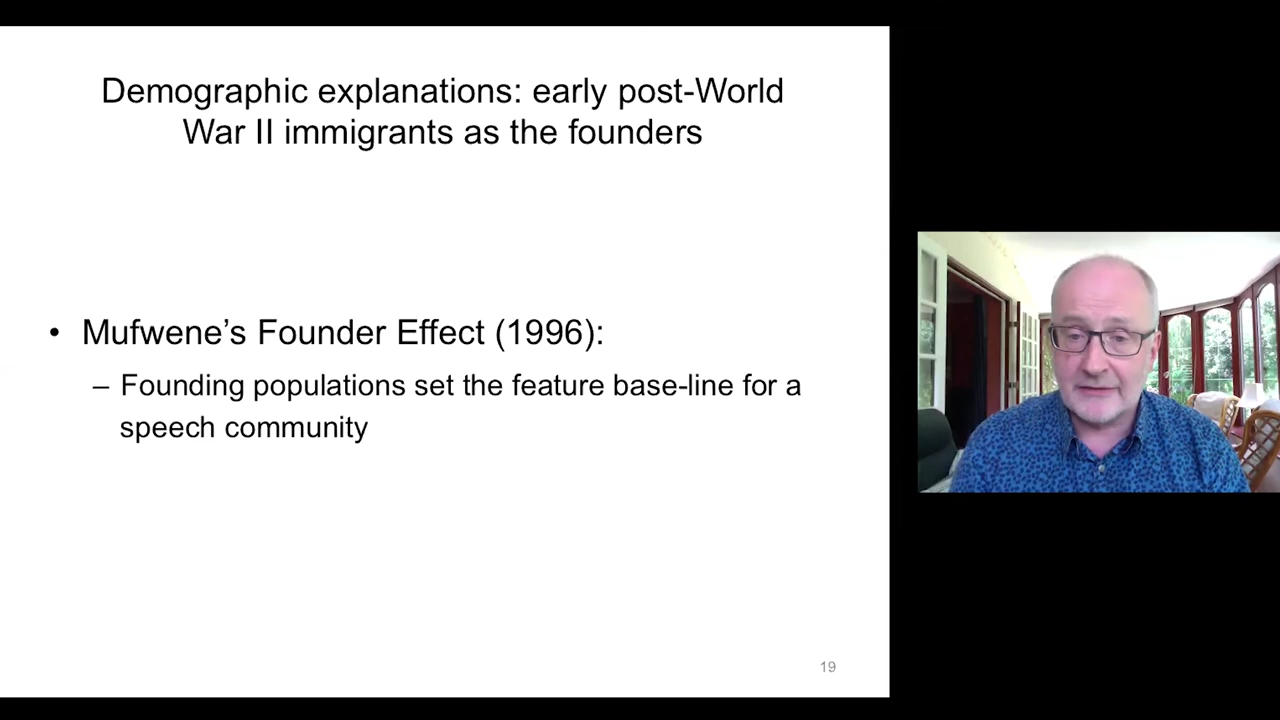 Demographic explanations: early post-World
War II immigrants as the founders
• Mufwene’s Founder Effect (1996):
– Founding populations set the feature base-line for a
speech community
19